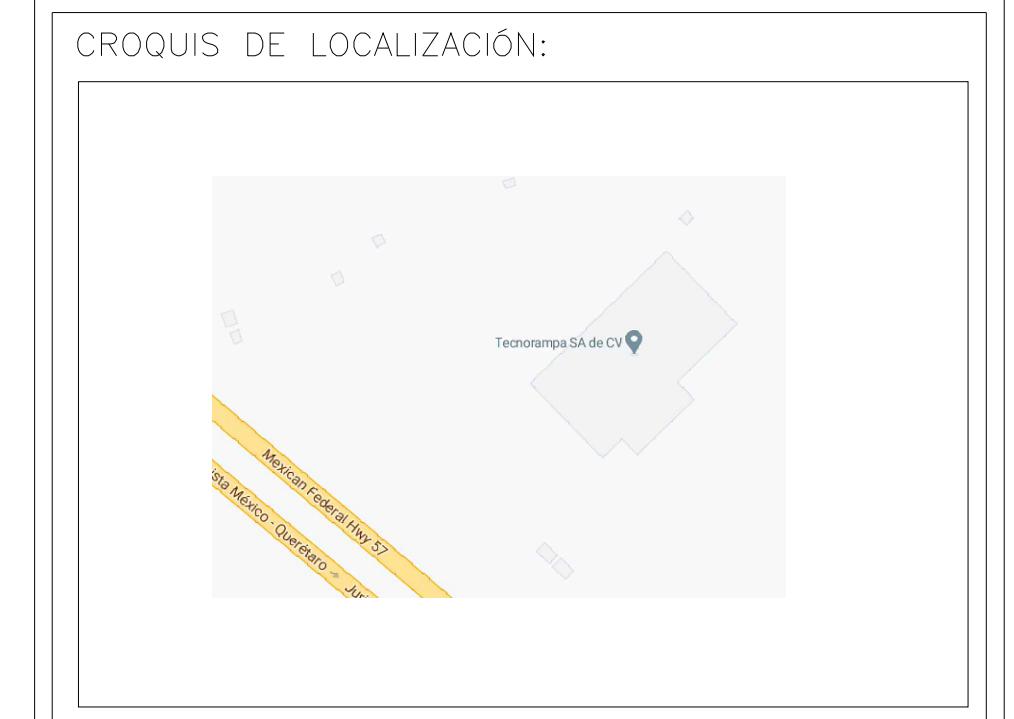 CROQUIS DE LOCALIZACIÓN:
Tecnorampa SA de CV
Mexican Federal Hwy 57
ista México - Querétaro